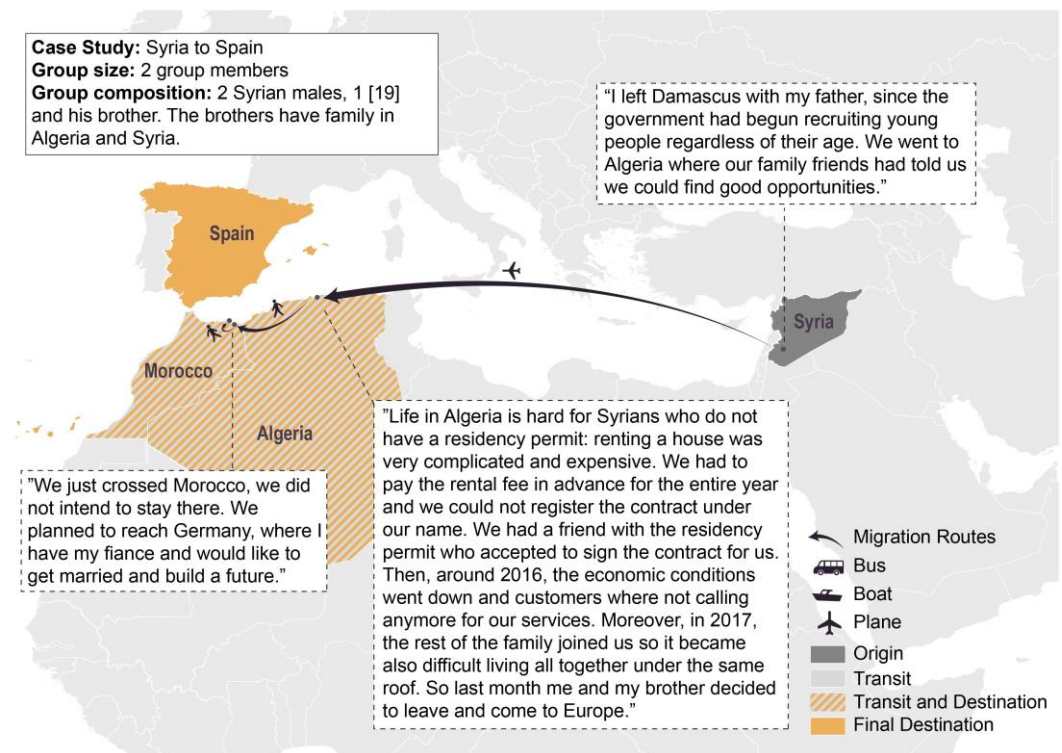 Case Study: Syria to Spain
Group size: 2 group members
Group composition: 2 Syrian males, 1 [19]
and his brother. The brothers have family in
Algeria and Syria.
“I left Damascus with my father, since the
government had begun recruiting young
people regardless of their age. We went to
Algeria where our family friends had told us
we could find good opportunities.”
Spain
Syria
Morocco
Algeria
”Life in Algeria is hard for Syrians who do not
have a residency permit: renting a house was
very complicated and expensive. We had to
pay the rental fee in advance for the entire year
and we could not register the contract under
our name. We had a friend with the residency
permit who accepted to sign the contract for us.
Then, around 2016, the economic conditions
went down and customers where not calling
anymore for our services. Moreover, in 2017,
the rest of the family joined us so it became
also difficult living all together under the same
roof. So last month me and my brother decided
to leave and come to Europe.”
”We just crossed Morocco, we did
not intend to stay there. We
planned to reach Germany, where I
have my fiance and would like to
get married and build a future.”
Migration Routes
Bus
Boat
Plane
Origin
Transit
Transit and Destination
Final Destination